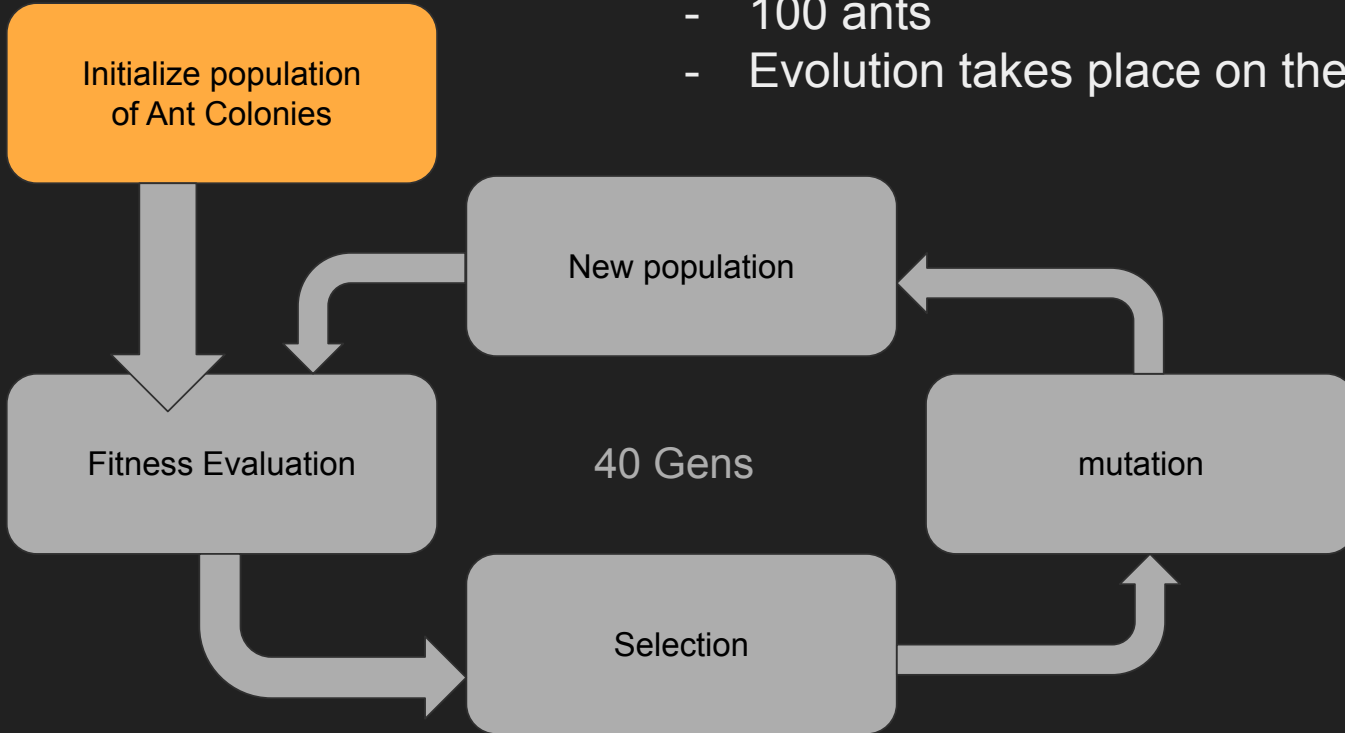 - 100 ants
- Evolution takes place on the
Initialize population
of Ant Colonies
New population
Fitness Evaluation
40 Gens
mutation
Selection